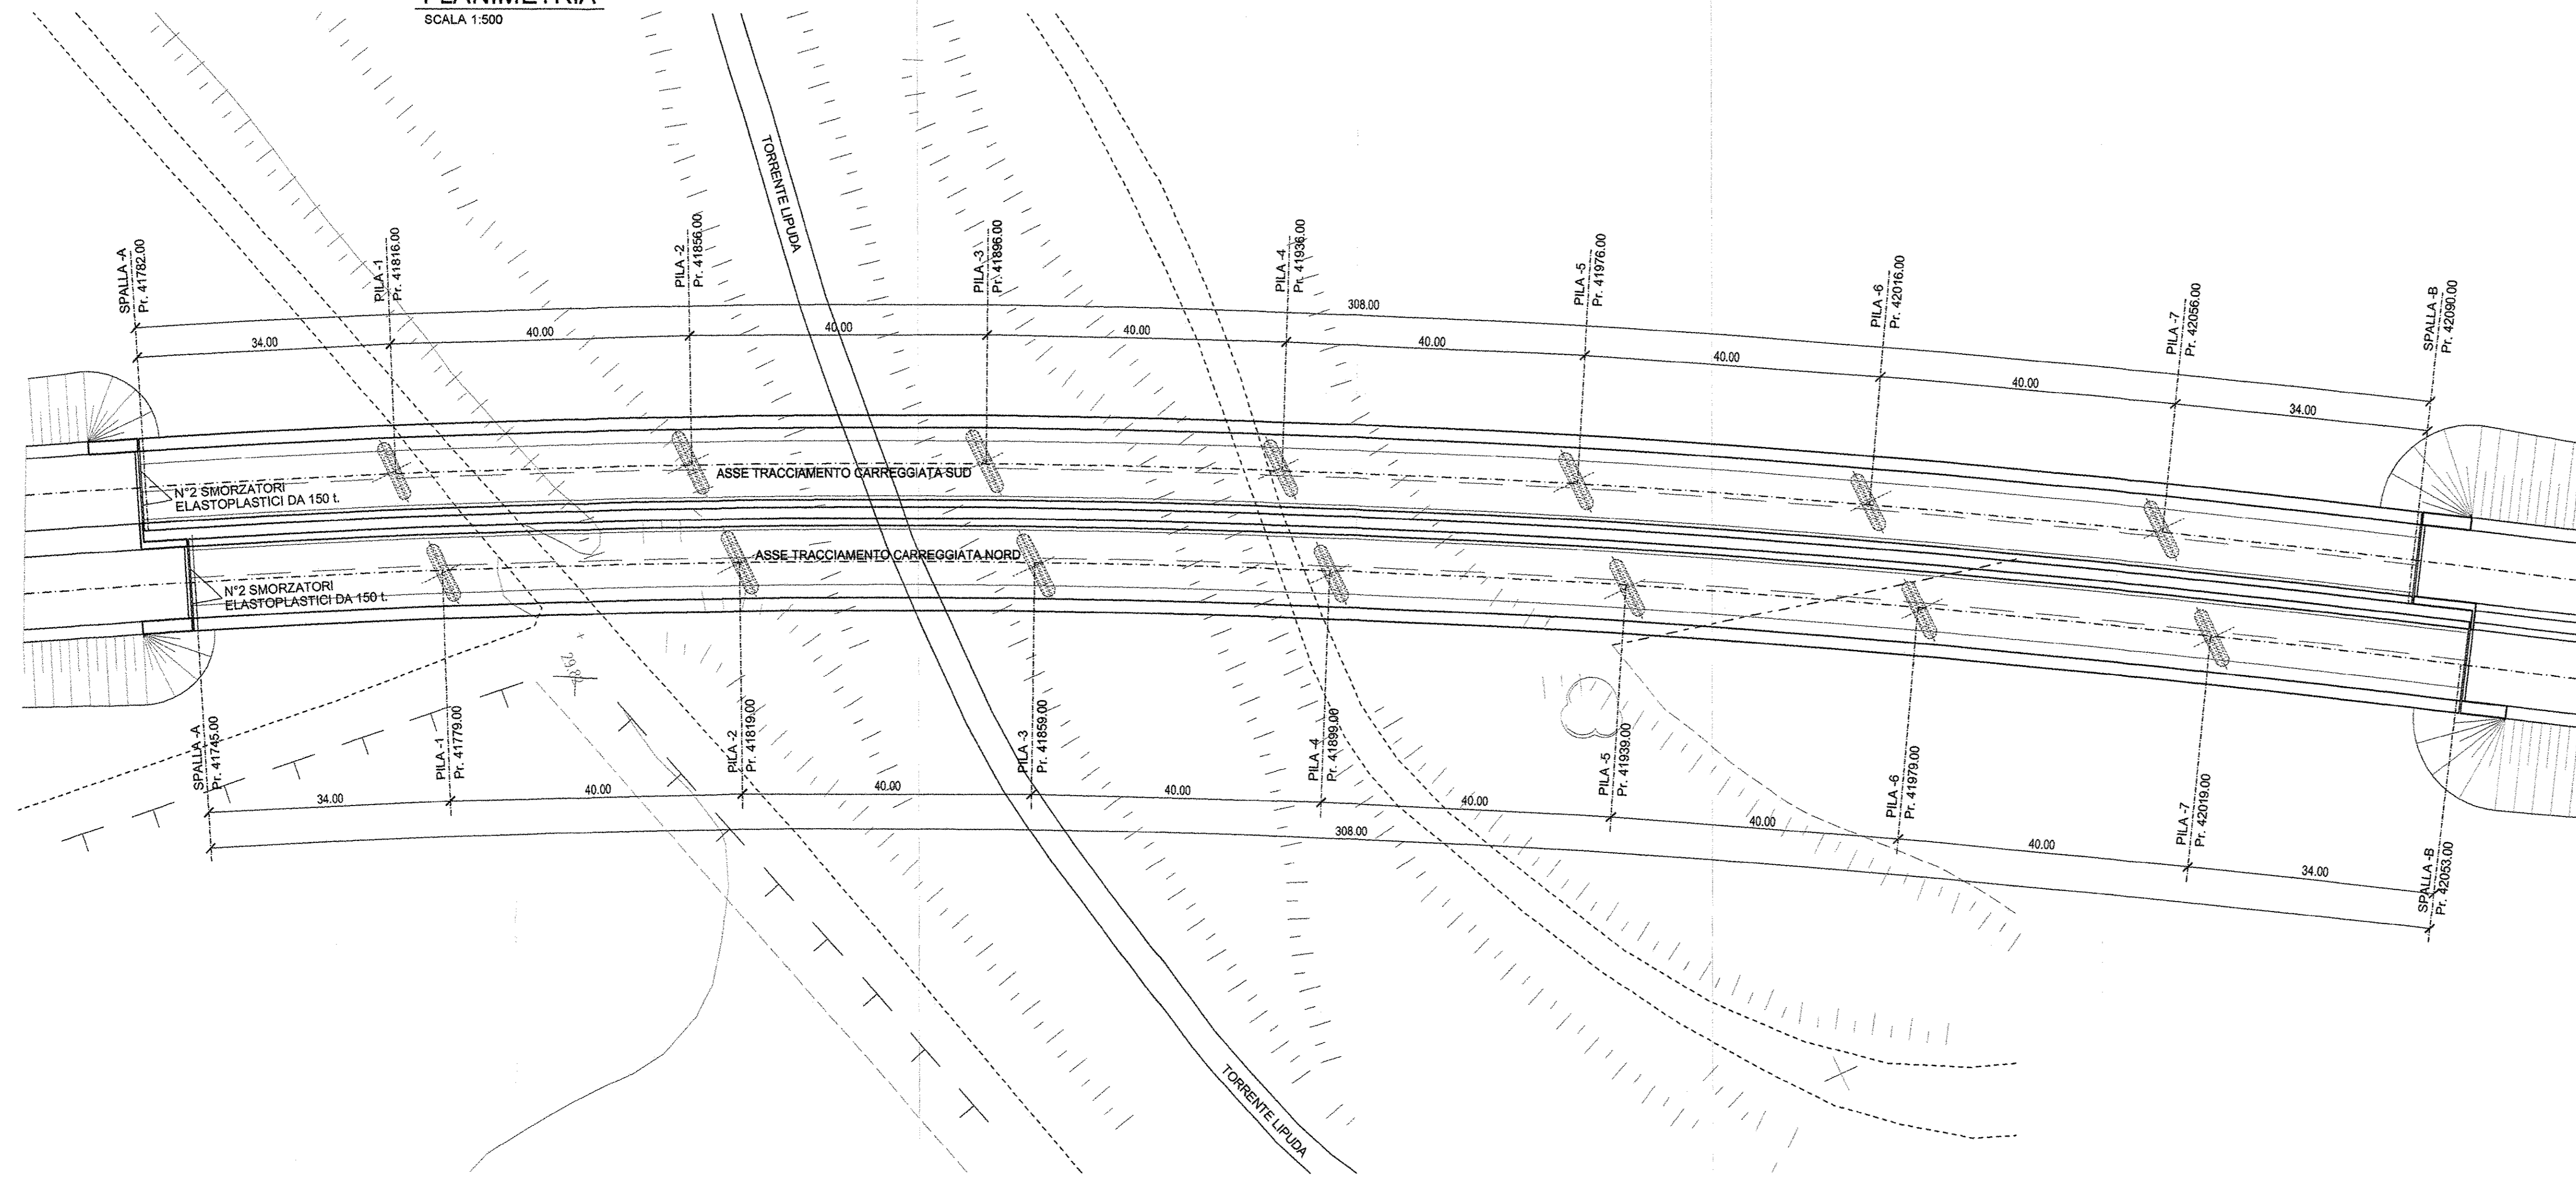 PLANIMETRIA
SCALA 1:500
TORRENTE LIPUDA
SPALLA -A
Pr. 41782.00
PILA -1
Pr. 41816.00
PILA -2
Pr. 41856.00
PILA -3
Pr. 41896.00
PILA -4
Pr. 41936.00
PILA -5
Pr. 41976.00
PILA -6
Pr. 42016.00
PILA -7
Pr. 42056.00
SPALLA -B
Pr. 42090.00
308.00
34.00
40.00
40.00
40.00
40.00
40.00
40.00
34.00
ASSE TRACCIAMENTO CARREGGIATA SUD
N°2 SMORZATORI
ELASTOPLASTICI DA 150 t.
ASSE TRACCIAMENTO CARREGGIATA NORD
N°2 SMORZATORI
ELASTOPLASTICI DA 150 t.
SPALLA -A
Pr. 41745.00
PILA -1
Pr. 41779.00
PILA -2
Pr. 41819.00
PILA -3
Pr. 41859.00
PILA -4
Pr. 41899.00
PILA -5
Pr. 41939.00
PILA -6
Pr. 41979.00
PILA -7
Pr. 42019.00
SPALLA -B
Pr. 42053.00
34.00
40.00
40.00
40.00
40.00
40.00
40.00
34.00
308.00
TORRENTE LIPUDA